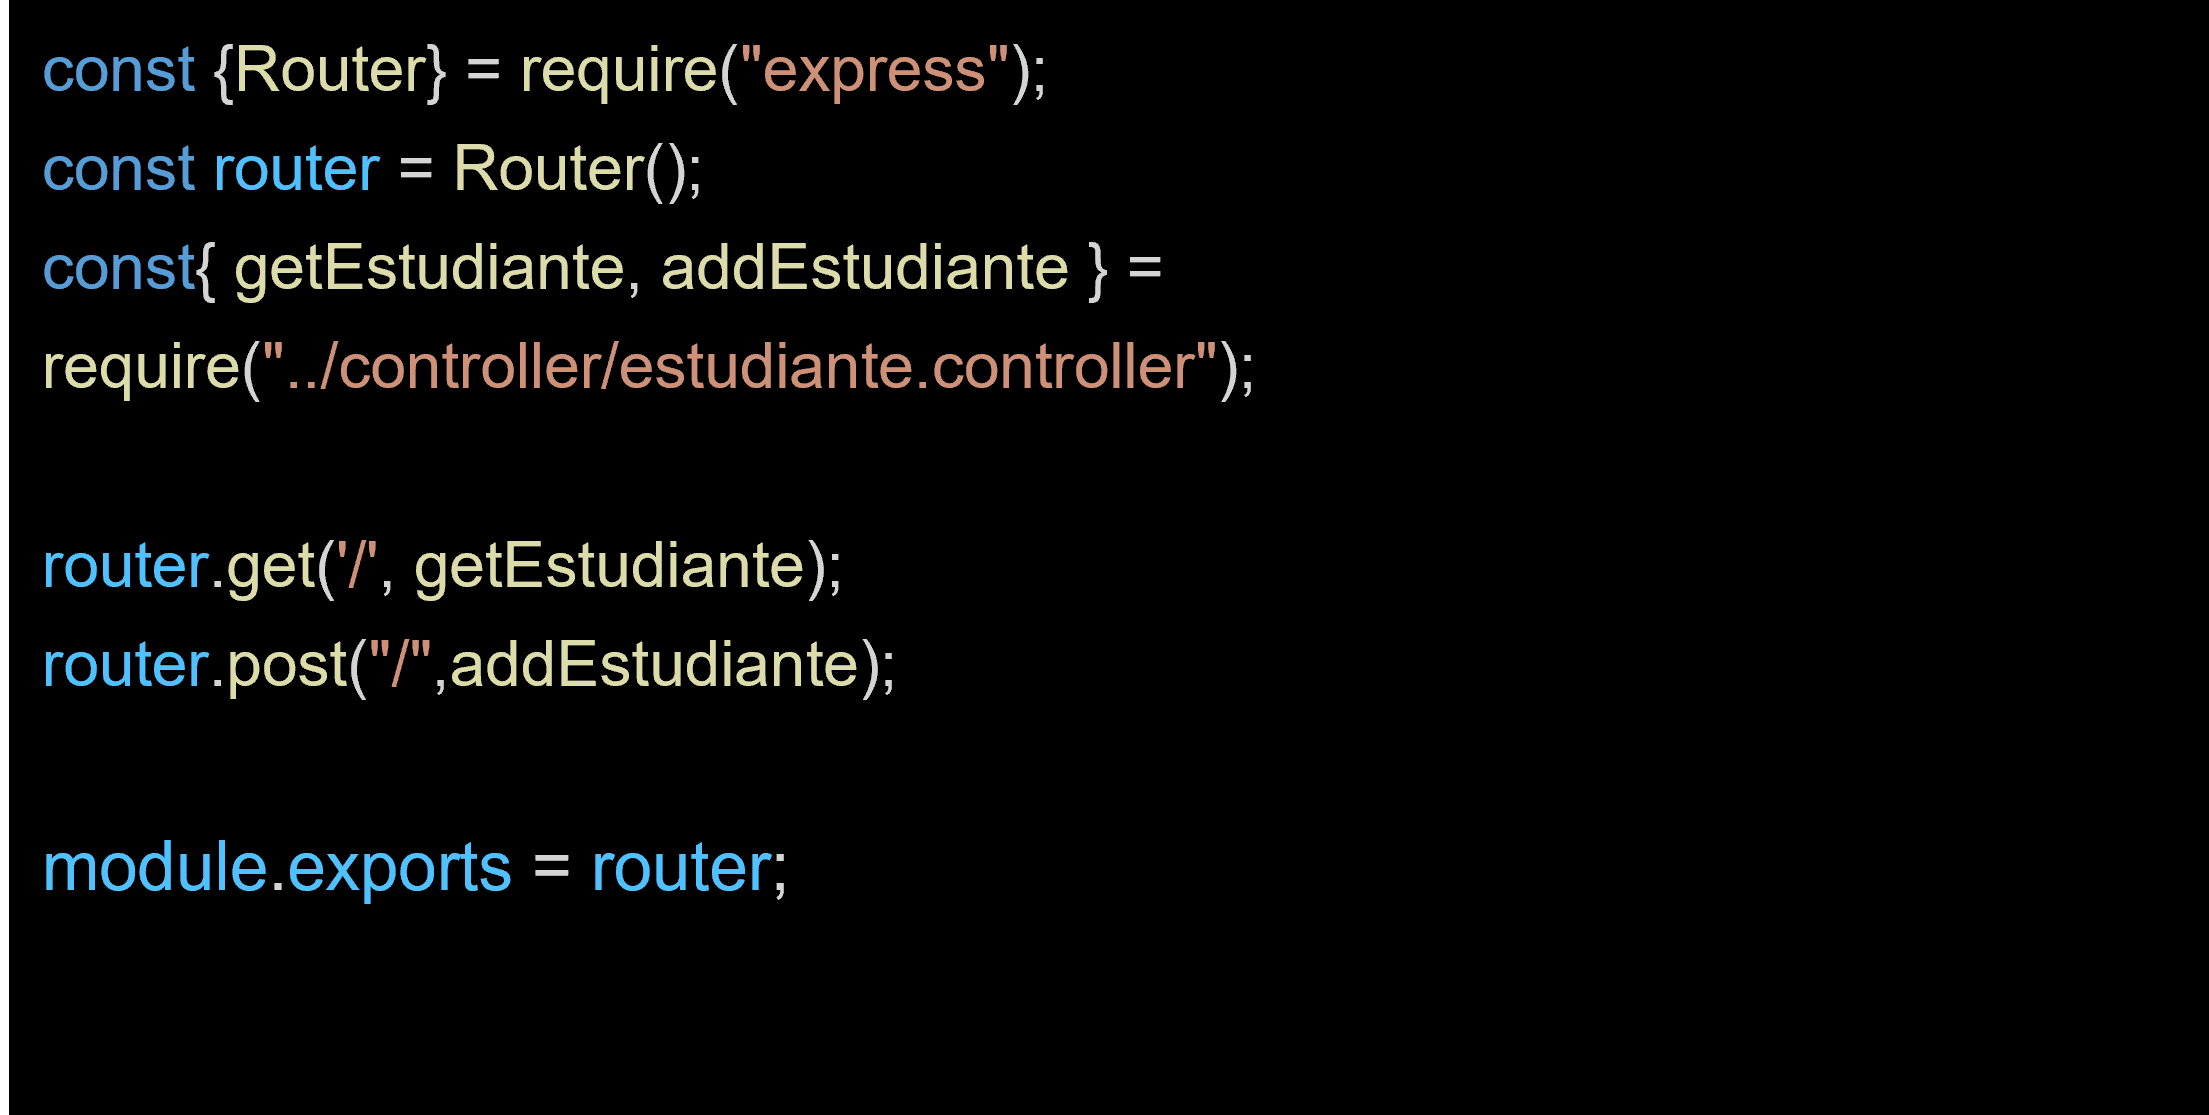 const {Router} = require("express");
const router = Router();
const{ getEstudiante, addEstudiante } =
require("../controller/estudiante.controller");
router.get('/', getEstudiante);
router.post("/",addEstudiante);
module.exports = router;